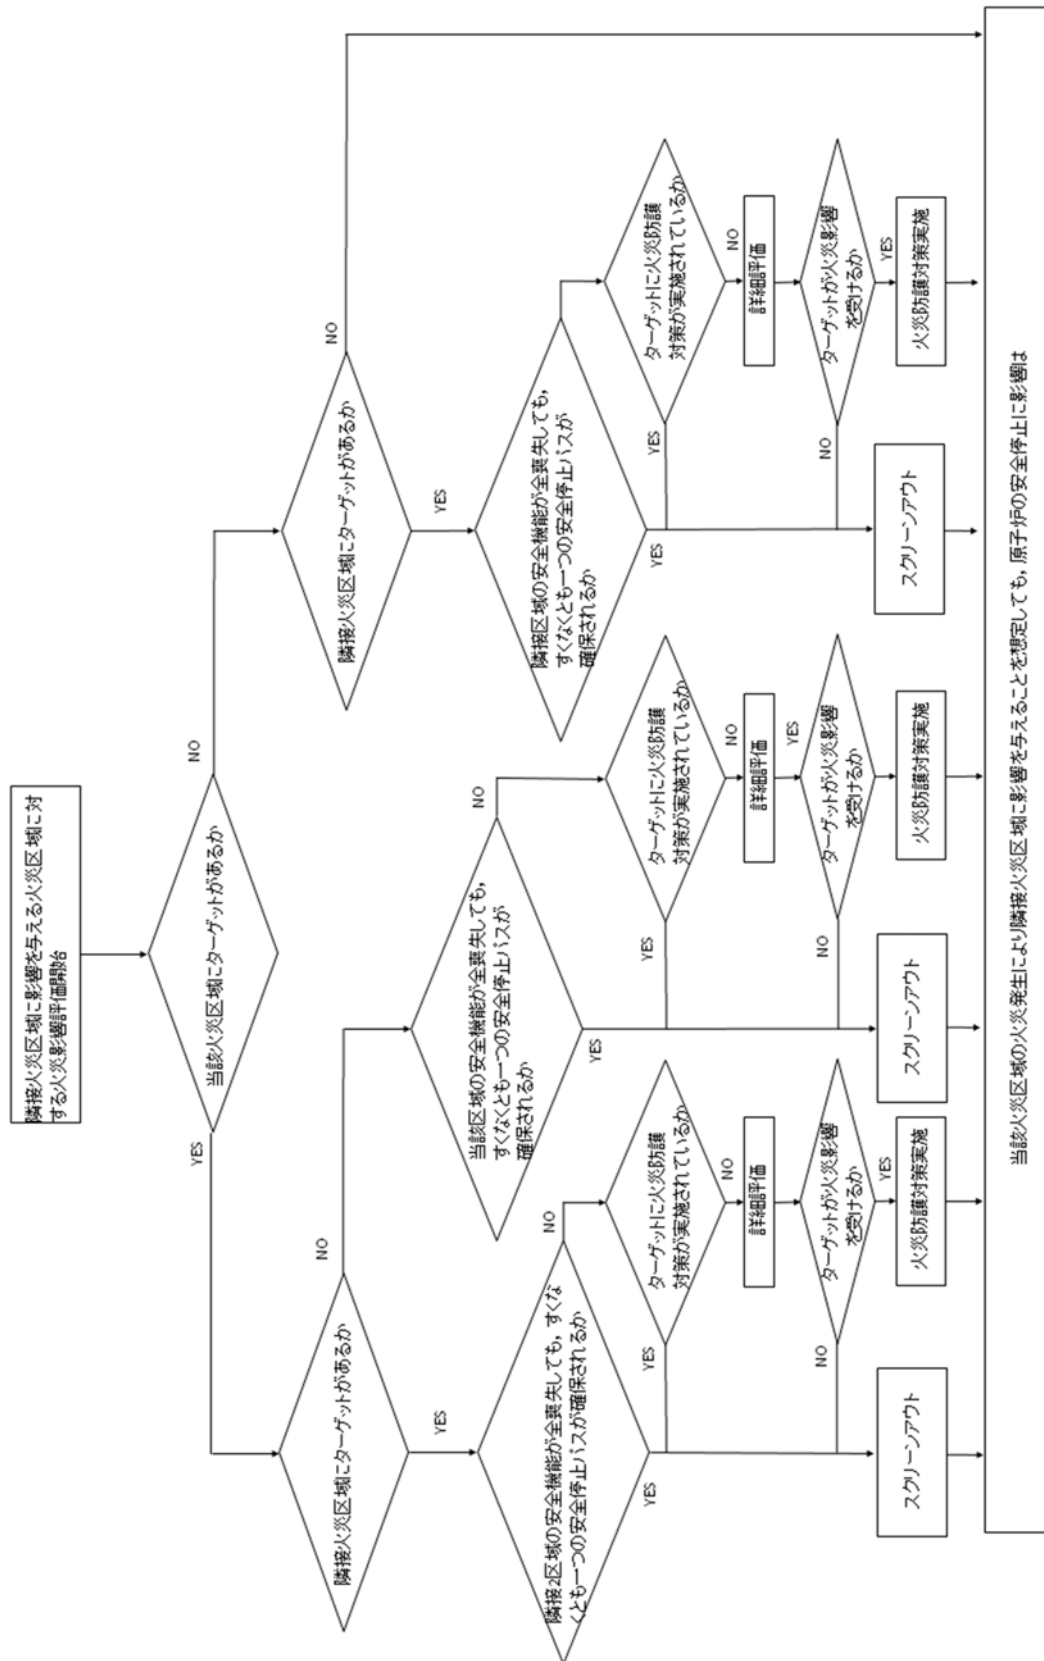 隣接火災区域に影響を与える火災区域に対
する火災影響評価開始
当該火災区域にターゲットがあるか
YES
NO
隣接火災区域にターゲットがあるか
NO
YES
隣接2区域の安全機能が全喪失しても，すくな
くとも一つの安全停止パスが確保されるか
NO
YES
ターゲットに火災防護
対策が実施されているか
YES
NO
詳細評価
ターゲットが火災影響
を受けるか
NO
YES
火災防護対策実施
スクリーンアウト
当該区域の安全機能が全喪失しても，
すくなくとも一つの安全停止パスが
確保されるか
NO
YES
ターゲットに火災防護
対策が実施されているか
YES
NO
詳細評価
YES
ターゲットが火災影響
を受けるか
NO
火災防護対策実施
スクリーンアウト
隣接火災区域にターゲットがあるか
NO
YES
隣接区域の安全機能が全喪失しても，
すくなくとも一つの安全停止パスが
確保されるか
YES
ターゲットに火災防護
対策が実施されているか
YES
NO
詳細評価
ターゲットが火災影響
を受けるか
NO
YES
火災防護対策実施
スクリーンアウト
当該火災区域の火災発生により隣接火災区域に影響を与えることを想定しても，原子炉の安全停止に影響は